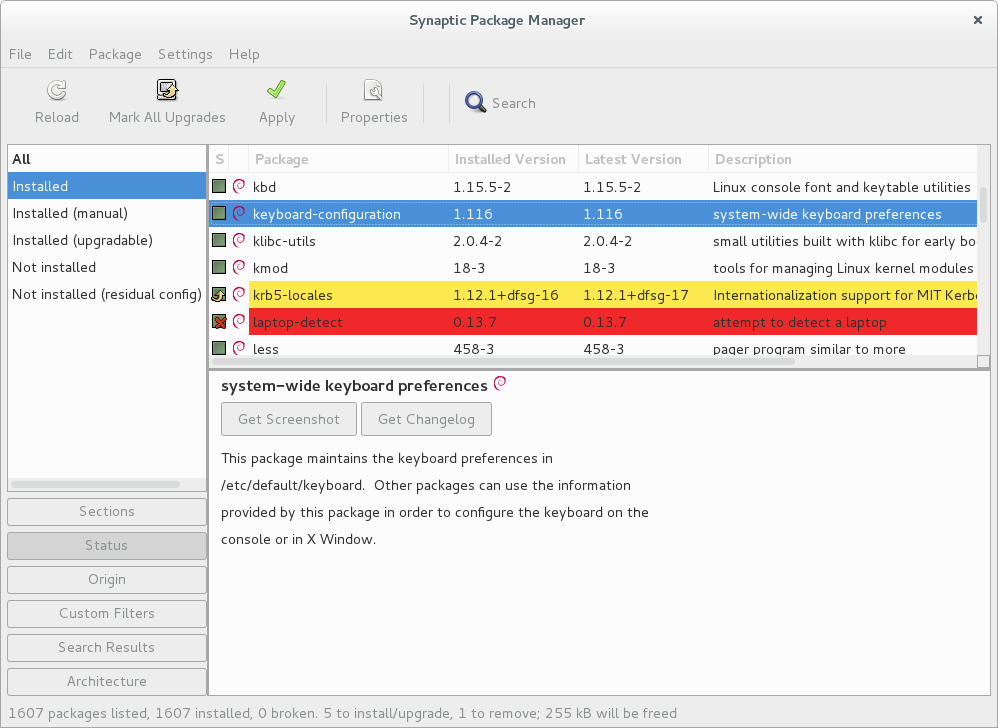 Synaptic Package Manager
File Edit Package Settings Help
Reload Mark All Upgrades Apply Properties Search
All
Installed
Installed (manual)
Installed (upgradable)
Not installed
Not installed (residual config)
S Package Installed Version Latest Version Description
kbd 1.15.5-2 1.15.5-2 Linux console font and keytable utilities
keyboard-configuration 1.116 1.116 system-wide keyboard preferences
klibc-utils 2.0.4-2 2.0.4-2 small utilities built with klibc for early bo
kmod 18-3 18-3 tools for managing Linux kernel modules
krb5-locales 1.12.1+dfsg-16 1.12.1+dfsg-17 Internationalization support for MIT Kerb
laptop-detect 0.13.7 0.13.7 attempt to detect a laptop
less 458-3 458-3 pager program similar to more
system-wide keyboard preferences
Get Screenshot Get Changelog
This package maintains the keyboard preferences in
/etc/default/keyboard.  Other packages can use the information
provided by this package in order to configure the keyboard on the
console or in X Window.
Sections
Status
Origin
Custom Filters
Search Results
Architecture
1607 packages listed, 1607 installed, 0 broken. 5 to install/upgrade, 1 to remove; 255 kB will be freed